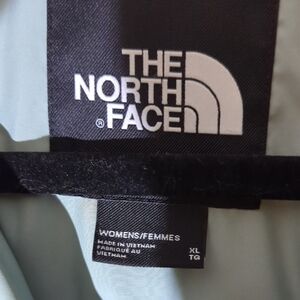 THE
NORTH
® FACE
WOMENS/FEMMES
MADE IN VIETNAM
FABRIQUÉ AU
VIETNAM
XL
TG